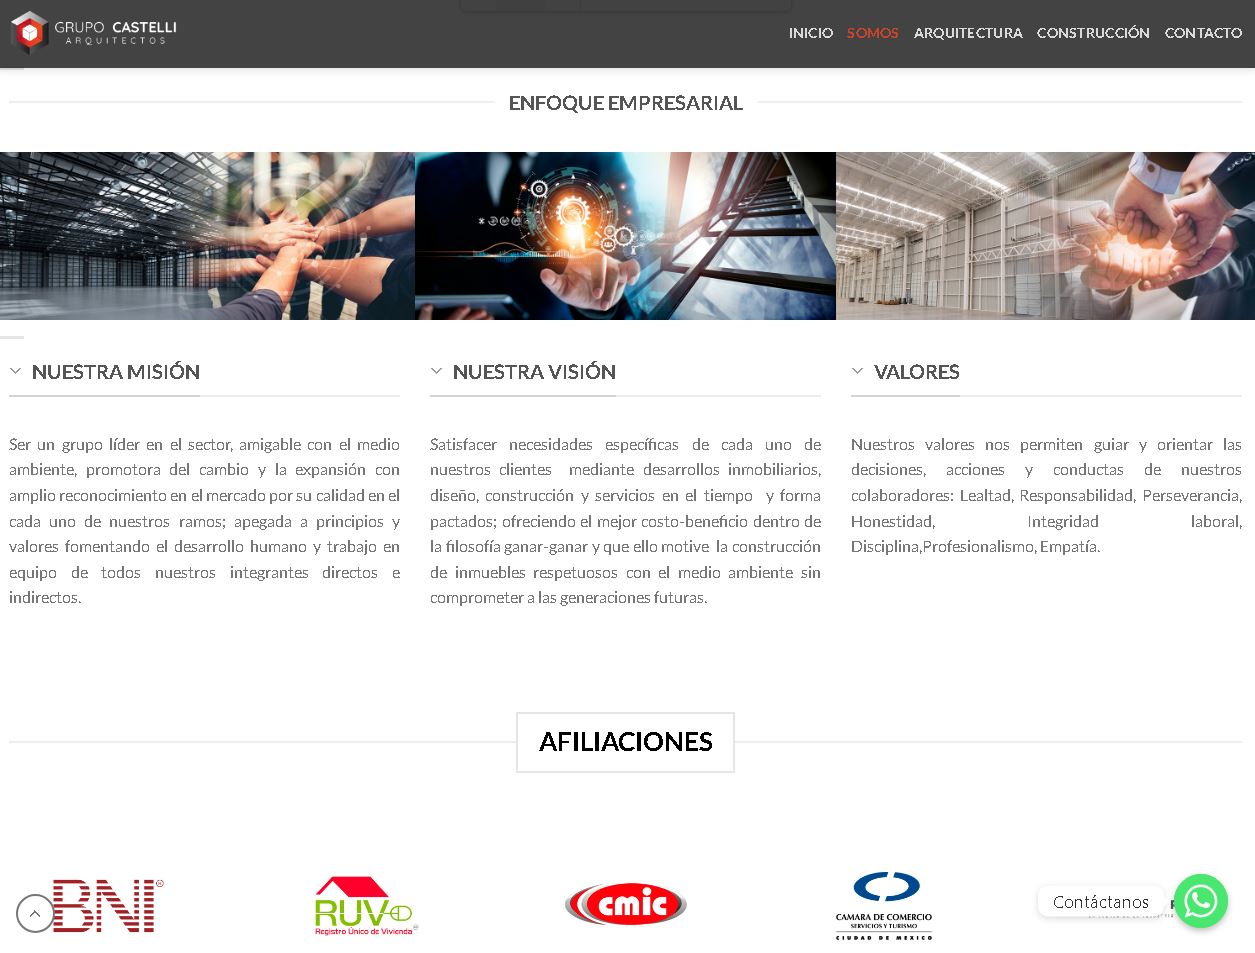 GRUPO CASTELLI
ARQUITECTOS
INICIO SOMOS ARQUITECTURA CONSTRUCCIÓN CONTACTO
ENFOQUE EMPRESARIAL
NUESTRA MISIÓN
Ser un grupo líder en el sector, amigable con el medio
ambiente, promotora del cambio y la expansión con
amplio reconocimiento en el mercado por su calidad en el
cada uno de nuestros ramos; apegada a principios y
valores fomentando el desarrollo humano y trabajo en
equipo de todos nuestros integrantes directos e
indirectos.
NUESTRA VISIÓN
Satisfacer necesidades específicas de cada uno de
nuestros clientes mediante desarrollos inmobiliarios,
diseño, construcción y servicios en el tiempo y forma
pactados; ofreciendo el mejor costo-beneficio dentro de
la filosofía ganar-ganar y que ello motive la construcción
de inmuebles respetuosos con el medio ambiente sin
comprometer a las generaciones futuras.
VALORES
Nuestros valores nos permiten guiar y orientar las
decisiones, acciones y conductas de nuestros
colaboradores: Lealtad, Responsabilidad, Perseverancia,
Honestidad, Integridad laboral,
Disciplina,Profesionalismo, Empatía.
AFILIACIONES
BNI®
RUV
Registro Único de Vivienda®
cmic
CAMARA DE COMERCIO
SERVICIOS Y TURISMO
CIUDAD DE MEXICO
Contáctanos